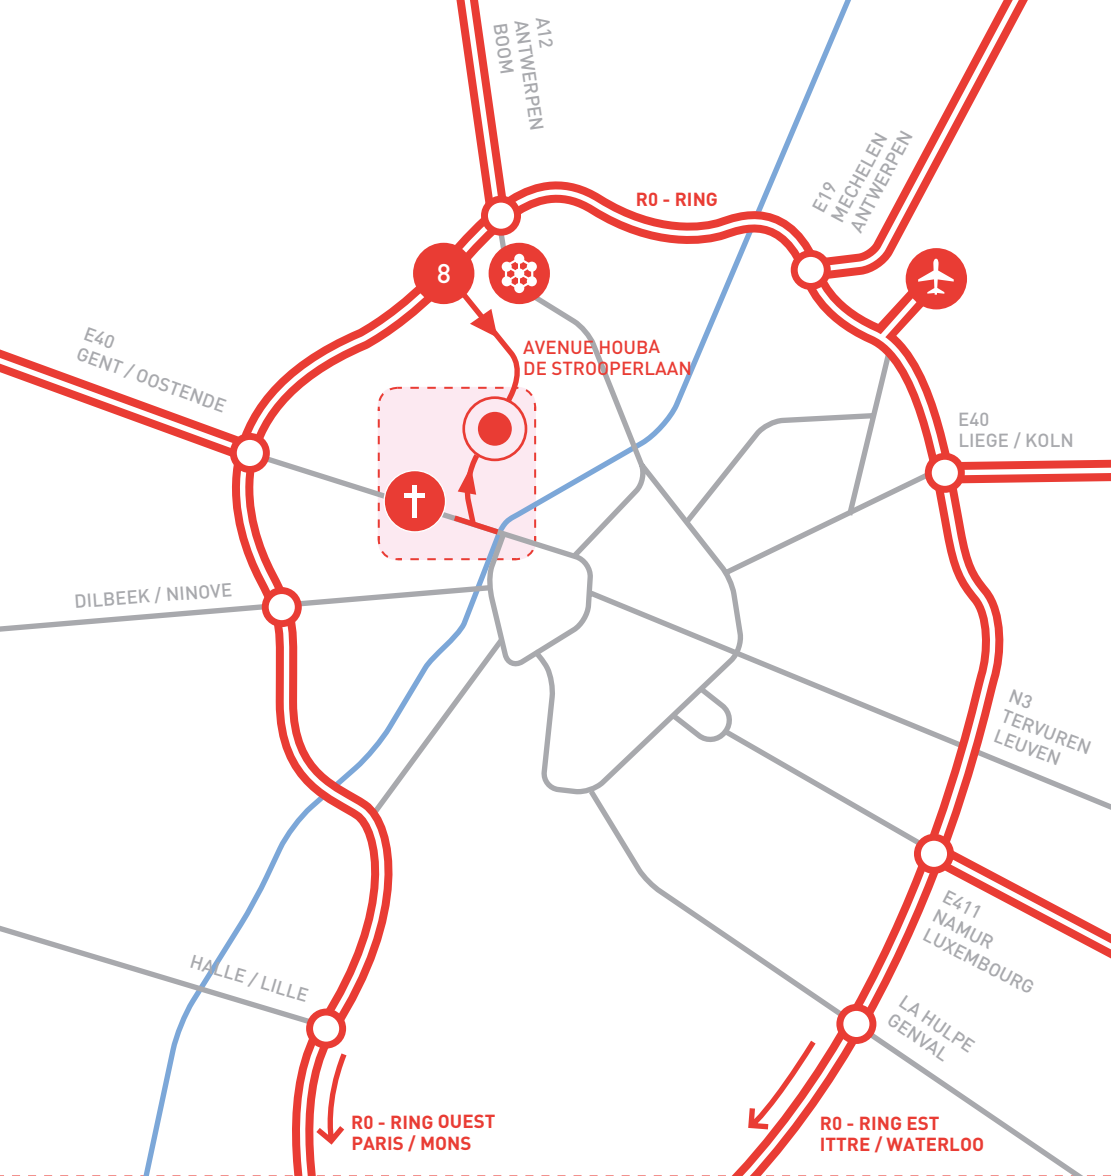 A12
ANTWERPEN
BOOM
E19
MECHELEN
ANTWERPEN
R0 - RING
8
E40
GENT / OOSTENDE
AVENUE HOUBA
DE STROOPERLAAN
E40
LIEGE / KOLN
DILBEEK / NINOVE
N3
TERVUREN
LEUVEN
E411
NAMUR
LUXEMBOURG
HALLE / LILLE
LA HULPE
GENVAL
R0 - RING OUEST
PARIS / MONS
R0 - RING EST
ITTRE / WATERLOO